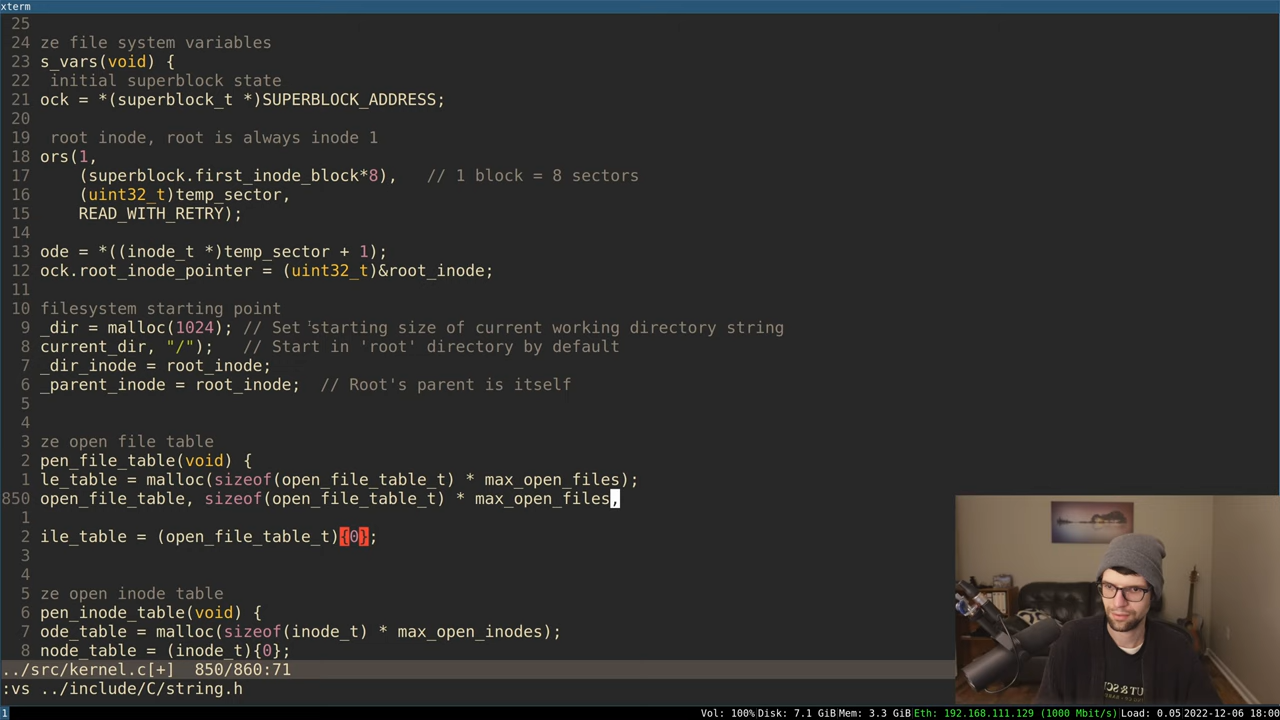 xterm
25
24 ze file system variables
23 s_vars(void) {
22  initial superblock state
21 ock = *(superblock_t *)SUPERBLOCK_ADDRESS;
20
19  root inode, root is always inode 1
18 ors(1,
17     (superblock.first_inode_block*8),   // 1 block = 8 sectors
16     (uint32_t)temp_sector,
15     READ_WITH_RETRY);
14
13 ode = *((inode_t *)temp_sector + 1);
12 ock.root_inode_pointer = (uint32_t)&root_inode;
11
10 filesystem starting point
9 _dir = malloc(1024); // Set starting size of current working directory string
8 current_dir, "/");   // Start in 'root' directory by default
7 _dir_inode = root_inode;
6 _parent_inode = root_inode;  // Root's parent is itself
5
4
3 ze open file table
2 pen_file_table(void) {
1 le_table = malloc(sizeof(open_file_table_t) * max_open_files);
850 open_file_table, sizeof(open_file_table_t) * max_open_files,
1
2 ile_table = (open_file_table_t){0};
3
4
5 ze open inode table
6 pen_inode_table(void) {
7 ode_table = malloc(sizeof(inode_t) * max_open_inodes);
8 node_table = (inode_t){0};
../src/kernel.c[+]  850/860:71
:vs ../include/C/string.h
1 Vol: 100% Disk: 7.1 GiB Mem: 3.3 GiB Eth: 192.168.111.129 (1000 Mbit/s) Load: 0.05 2022-12-06 18:00